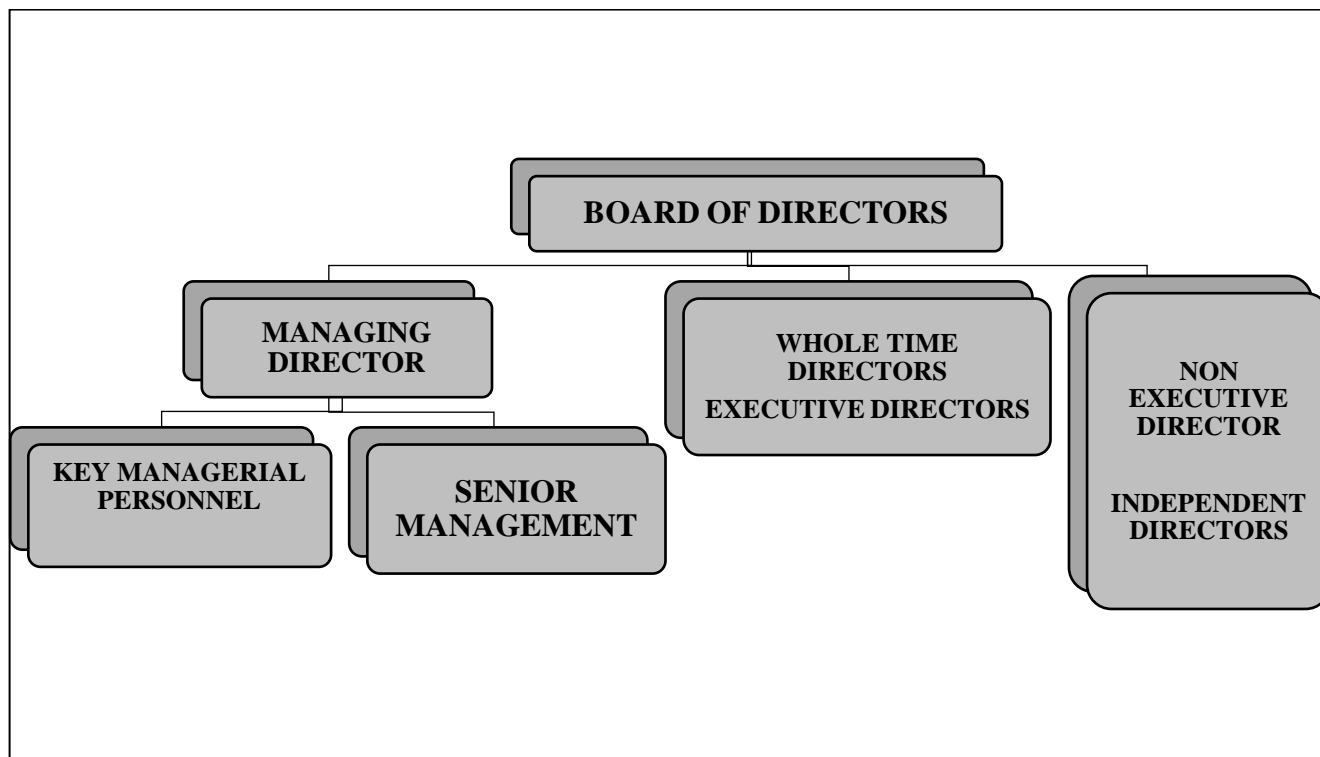 BOARD OF DIRECTORS
MANAGING
DIRECTOR
WHOLE TIME
DIRECTORS
EXECUTIVE DIRECTORS
NON
EXECUTIVE
DIRECTOR
INDEPENDENT
DIRECTORS
KEY MANAGERIAL
PERSONNEL
SENIOR
MANAGEMENT